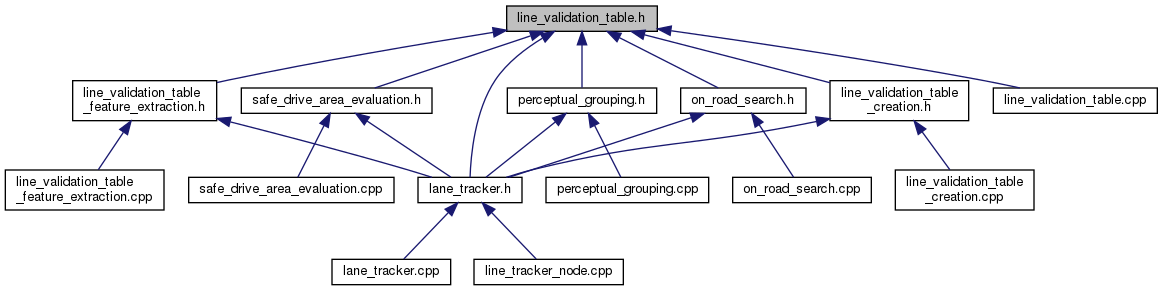 line_validation_table.h
line_validation_table
_feature_extraction.h
safe_drive_area_evaluation.h
perceptual_grouping.h
on_road_search.h
line_validation_table
_creation.h
line_validation_table.cpp
line_validation_table
_feature_extraction.cpp
safe_drive_area_evaluation.cpp
lane_tracker.h
perceptual_grouping.cpp
on_road_search.cpp
line_validation_table
_creation.cpp
lane_tracker.cpp
line_tracker_node.cpp